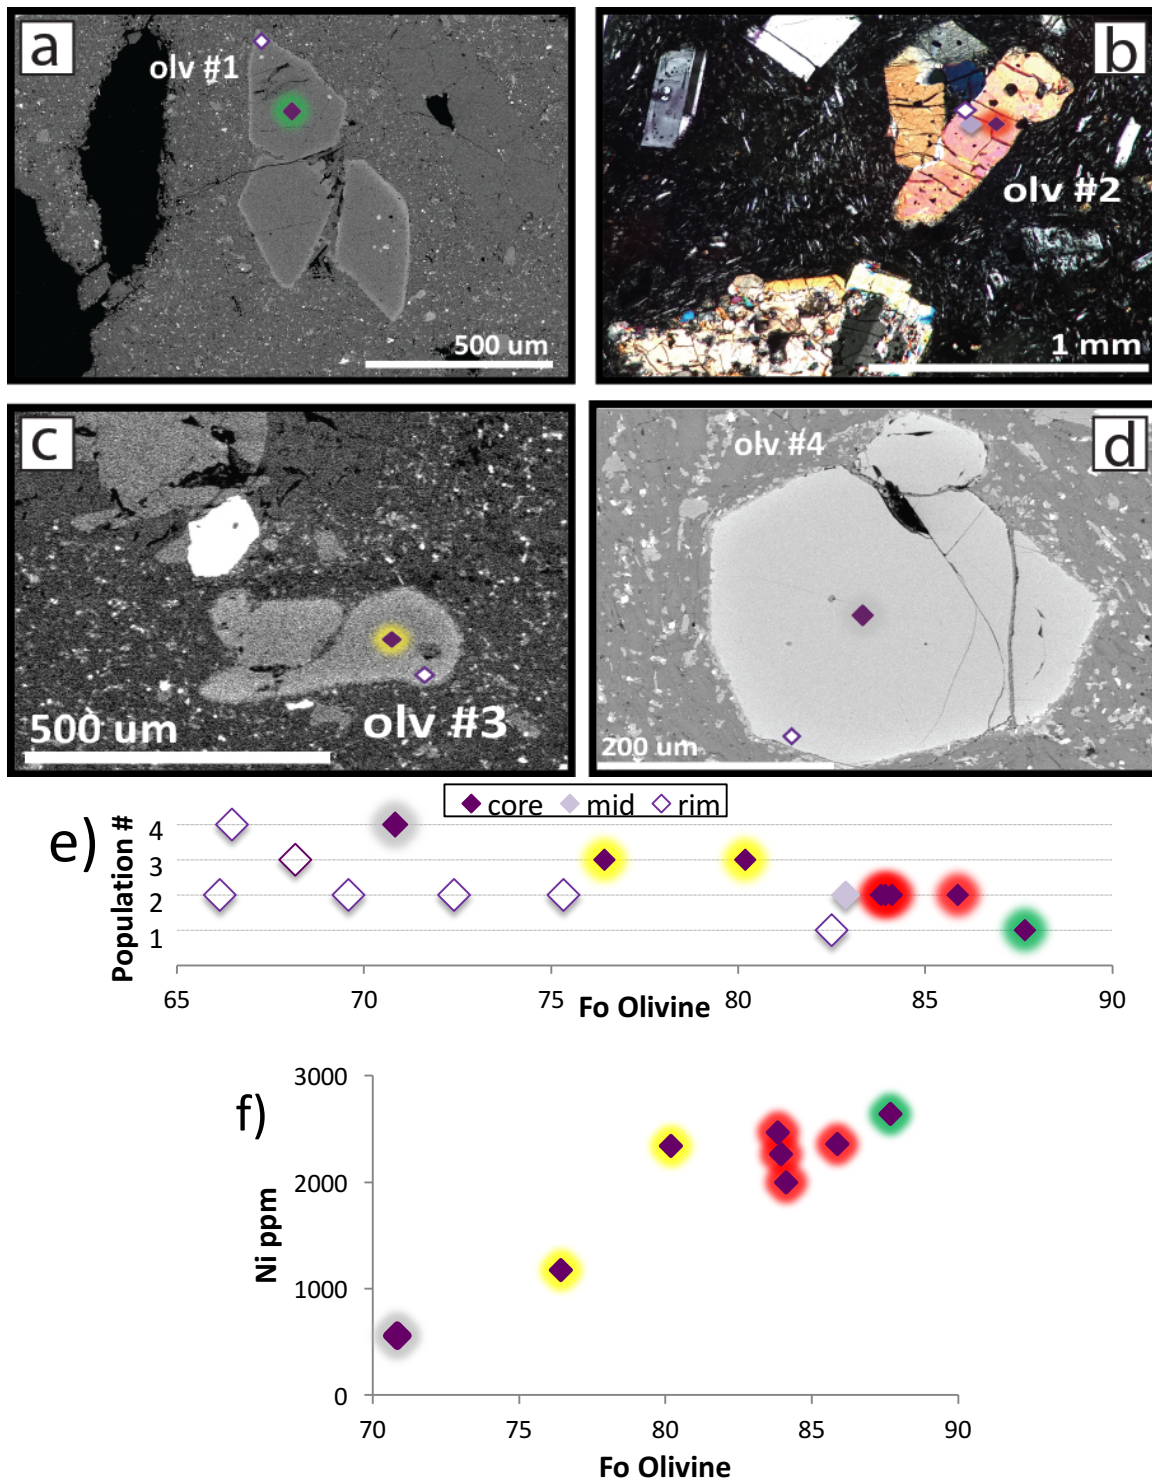 a
olv #1
500 um
b
olv #2
1 mm
c
olv #3
500 um
olv #4
d
200 um
core mid rim
e)
Population #
4
3
2
1
65 70 75 80 85 90
Fo Olivine
f)
Ni ppm
3000
2000
1000
0
70 75 80 85 90
Fo Olivine